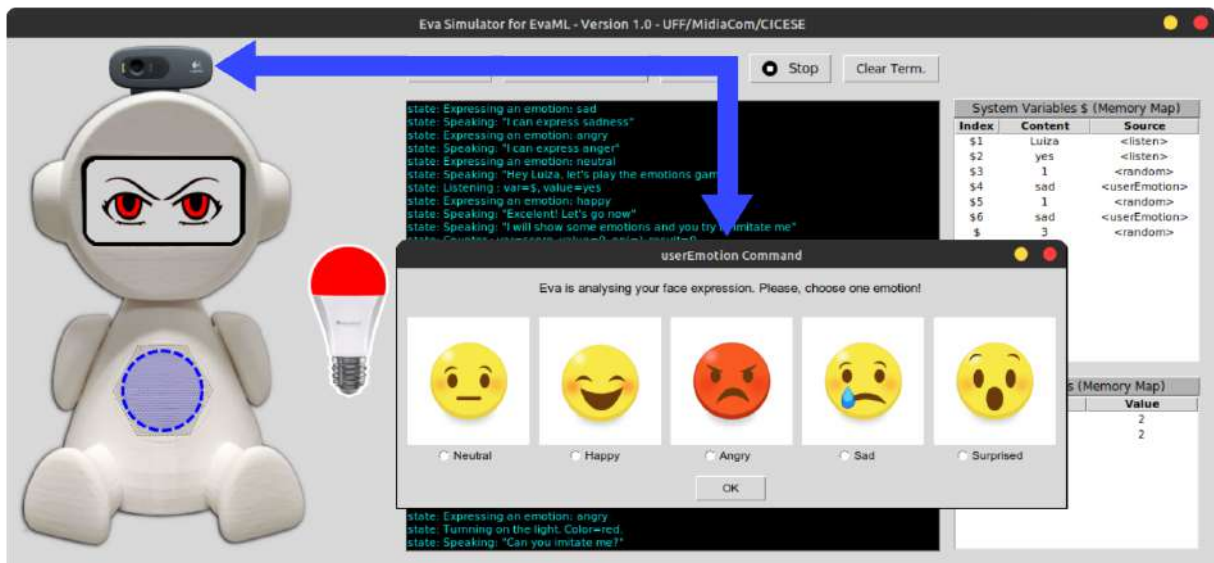 Eva Simulator for EvaML - Version 1.0 - UFF/MidiaCom/CICESE
Stop
Clear Term.
state: Expressing an emotion: sad
state: Speaking: "I can express sadness"
state: Expressing an emotion: angry
state: Speaking: "I can express anger"
state: Expressing an emotion: neutral
state: Speaking: "Hey Luiza, let's play the emotions gam
state: Listening : var=$, value=yes
state: Expressing an emotion: happy
state: Speaking: "Excelent! Let's go now"
state: Speaking: "I will show some emotions and you try imitate me"
System Variables $ (Memory Map)
Index Content Source
$1 Luiza <listen>
$2 yes <listen>
$3 1 <random>
$4 sad <userEmotion>
$5 1 <random>
$6 sad <userEmotion>
$ 3 <random>
userEmotion Command
Eva is analysing your face expression. Please, choose one emotion!
Neutral
Happy
Angry
Sad
Surprised
OK
s (Memory Map)
Value
2
2
state: Expressing an emotion: angry
state: Turnning on the light. Color=red.
state: Speaking: "Can you imitate me?"